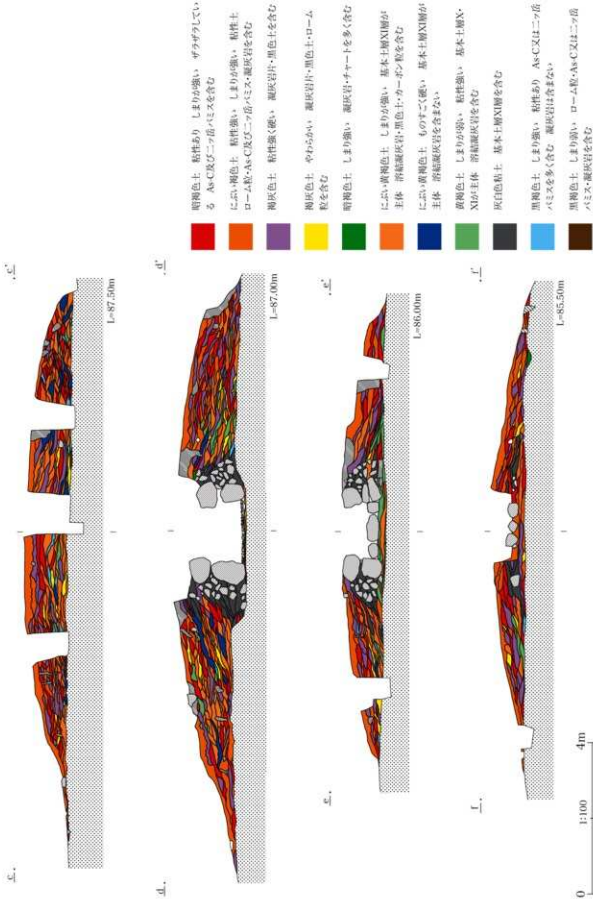 c
c'
L=87.50m
d
d'
L=87.00m
e
e'
L=86.00m
f
f'
L=85.50m
0
1:100
4m
暗褐色土 粘性あり しまりが強い ザラザラしてい
る As-C及び二ッ岳パミスを含む
にぶい褐色土 粘性強い しまりが強い 粘性土
ローム粒・As-C及び二ッ岳パミス・凝灰岩を含む
褐灰色土 粘性強く硬い 凝灰岩片・黒色土を含む
褐灰色土 やわらかい 凝灰岩片・黒色土・ローム
粒を含む
暗褐色土 しまり強い 凝灰岩・チャートを多く含む
にぶい黄褐色土 しまりが強い 基本土層XI層が
主体 溶結凝灰岩・黒色土・カーボン粒を含む
にぶい黄褐色土 ものすごく硬い 基本土層XI層が
主体 溶結凝灰岩を含まない
黄褐色土 しまりが弱い 粘性強い 基本土層X・
XIが主体 溶結凝灰岩を含む
灰白色粘土 基本土層XI層を含む
黒褐色土 しまり強い 粘性あり As-C又は二ッ岳
パミスを多く含む 凝灰岩は含まない
黒褐色土 しまり弱い ローム粒・As-C又は二ッ岳
パミス・凝灰岩を含む